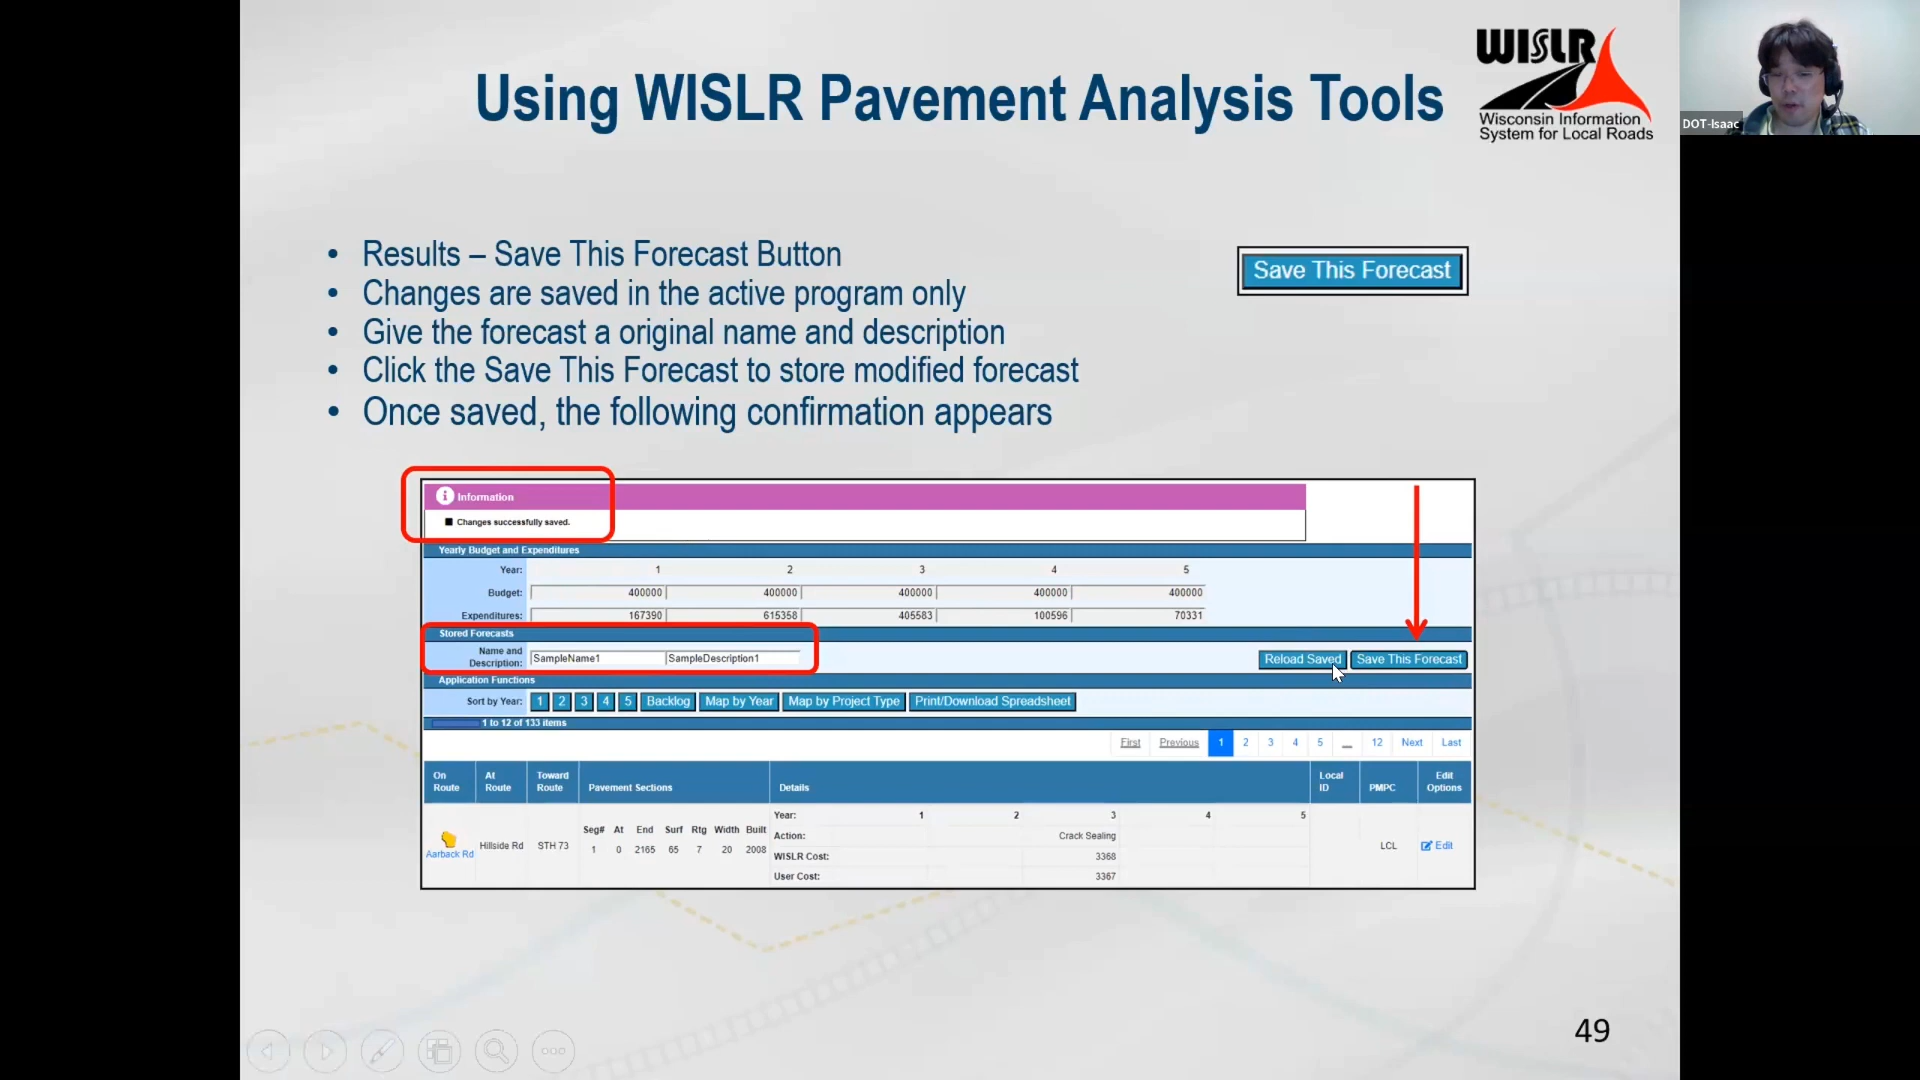 Using WISLR Pavement Analysis Tools
WISLR
Wisconsin Information
System for Local Roads
DOT-Isaac
• Results – Save This Forecast Button
• Changes are saved in the active program only
• Give the forecast a original name and description
• Click the Save This Forecast to store modified forecast
• Once saved, the following confirmation appears
Save This Forecast
Information
Changes successfully saved.
Yearly Budget and Expenditures
Year: 1 2 3 4 5
Budget: 400000 400000 400000 400000 400000
Expenditures: 167390 615358 405583 100596 70331
Stored Forecasts
Name and
Description: SampleName1 SampleDescription1
Reload Saved Save This Forecast
Application Functions
Sort by Year: 1 2 3 4 5 Backlog Map by Year Map by Project Type Print/Download Spreadsheet
1 to 12 of 133 items
First Previous 1 2 3 4 5 ... 12 Next Last
On Route At Route Toward Route Pavement Sections Details Local ID PMPC Edit Options
Aarback Rd Hillside Rd STH 73
Seg# At End Surf Rtg Width Built
1 0 2165 65 7 20 2008
Year: 1 2 3 4 5
Action: Crack Sealing
WISLR Cost: 3368
User Cost: 3367
LCL Edit
49